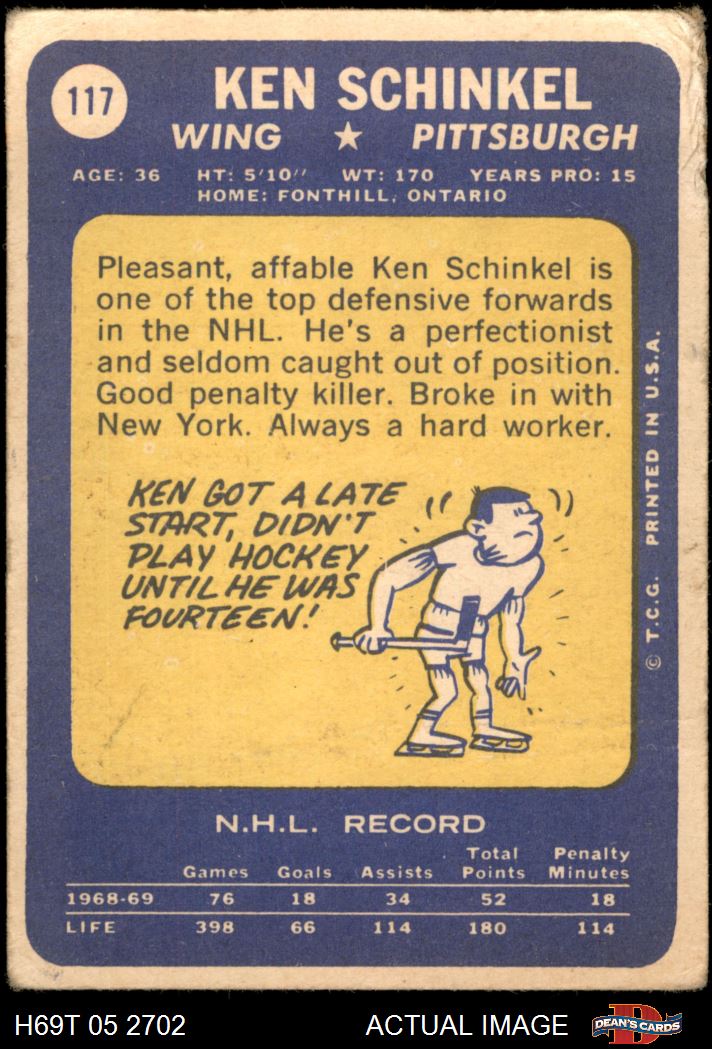 117
KEN SCHINKEL
WING ★ PITTSBURGH
AGE: 36 HT: 5'10" WT: 170 YEARS PRO: 15
HOME: FONTHILL, ONTARIO
Pleasant, affable Ken Schinkel is
one of the top defensive forwards
in the NHL. He's a perfectionist
and seldom caught out of position.
Good penalty killer. Broke in with
New York. Always a hard worker.
KEN GOT A LATE
START, DIDN'T
PLAY HOCKEY
UNTIL HE WAS
FOURTEEN!
© T.C.G. PRINTED IN U.S.A.
N.H.L. RECORD
Games Goals Assists Total Points Penalty Minutes
1968-69 76 18 34 52 18
LIFE 398 66 114 180 114
H69T 05 2702 ACTUAL IMAGE D DEAN'S CARDS